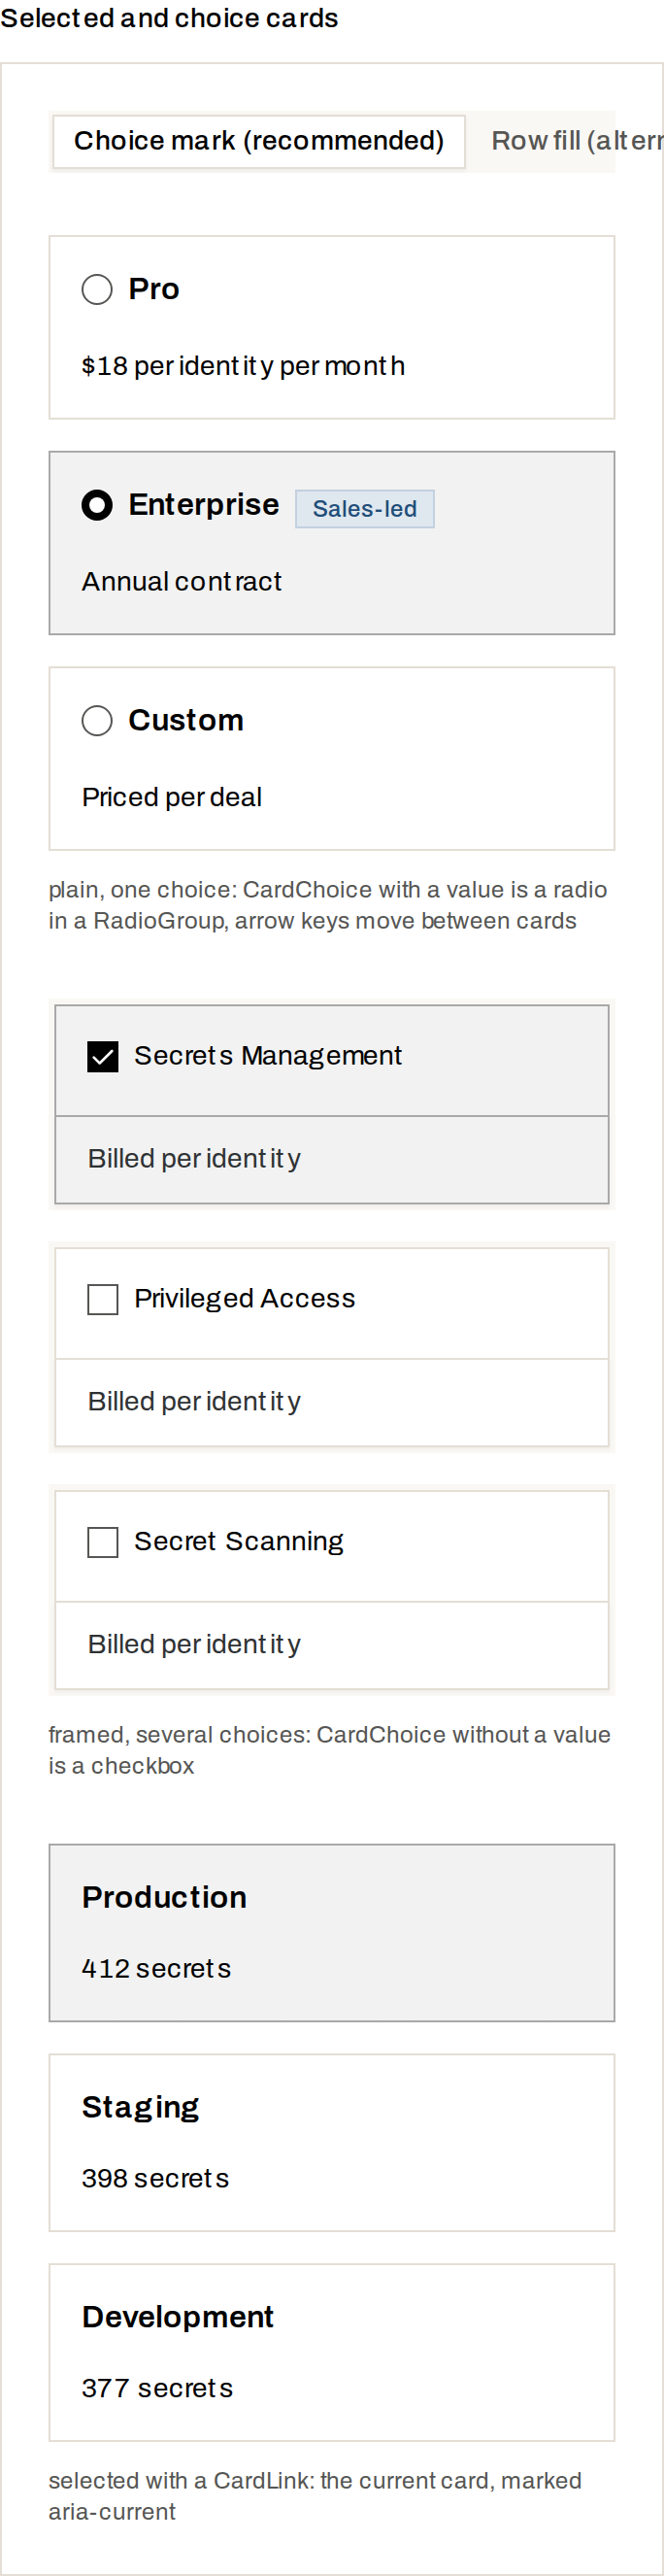 Selected and choice cards
Choice mark (recommended)
Row fill (altern
Pro
$18 per identity per month
Enterprise
Sales-led
Annual contract
Custom
Priced per deal
plain, one choice: CardChoice with a value is a radio
in a RadioGroup, arrow keys move between cards
Secrets Management
Billed per identity
Privileged Access
Billed per identity
Secret Scanning
Billed per identity
framed, several choices: CardChoice without a value
is a checkbox
Production
412 secrets
Staging
398 secrets
Development
377 secrets
selected with a CardLink: the current card, marked
aria-current